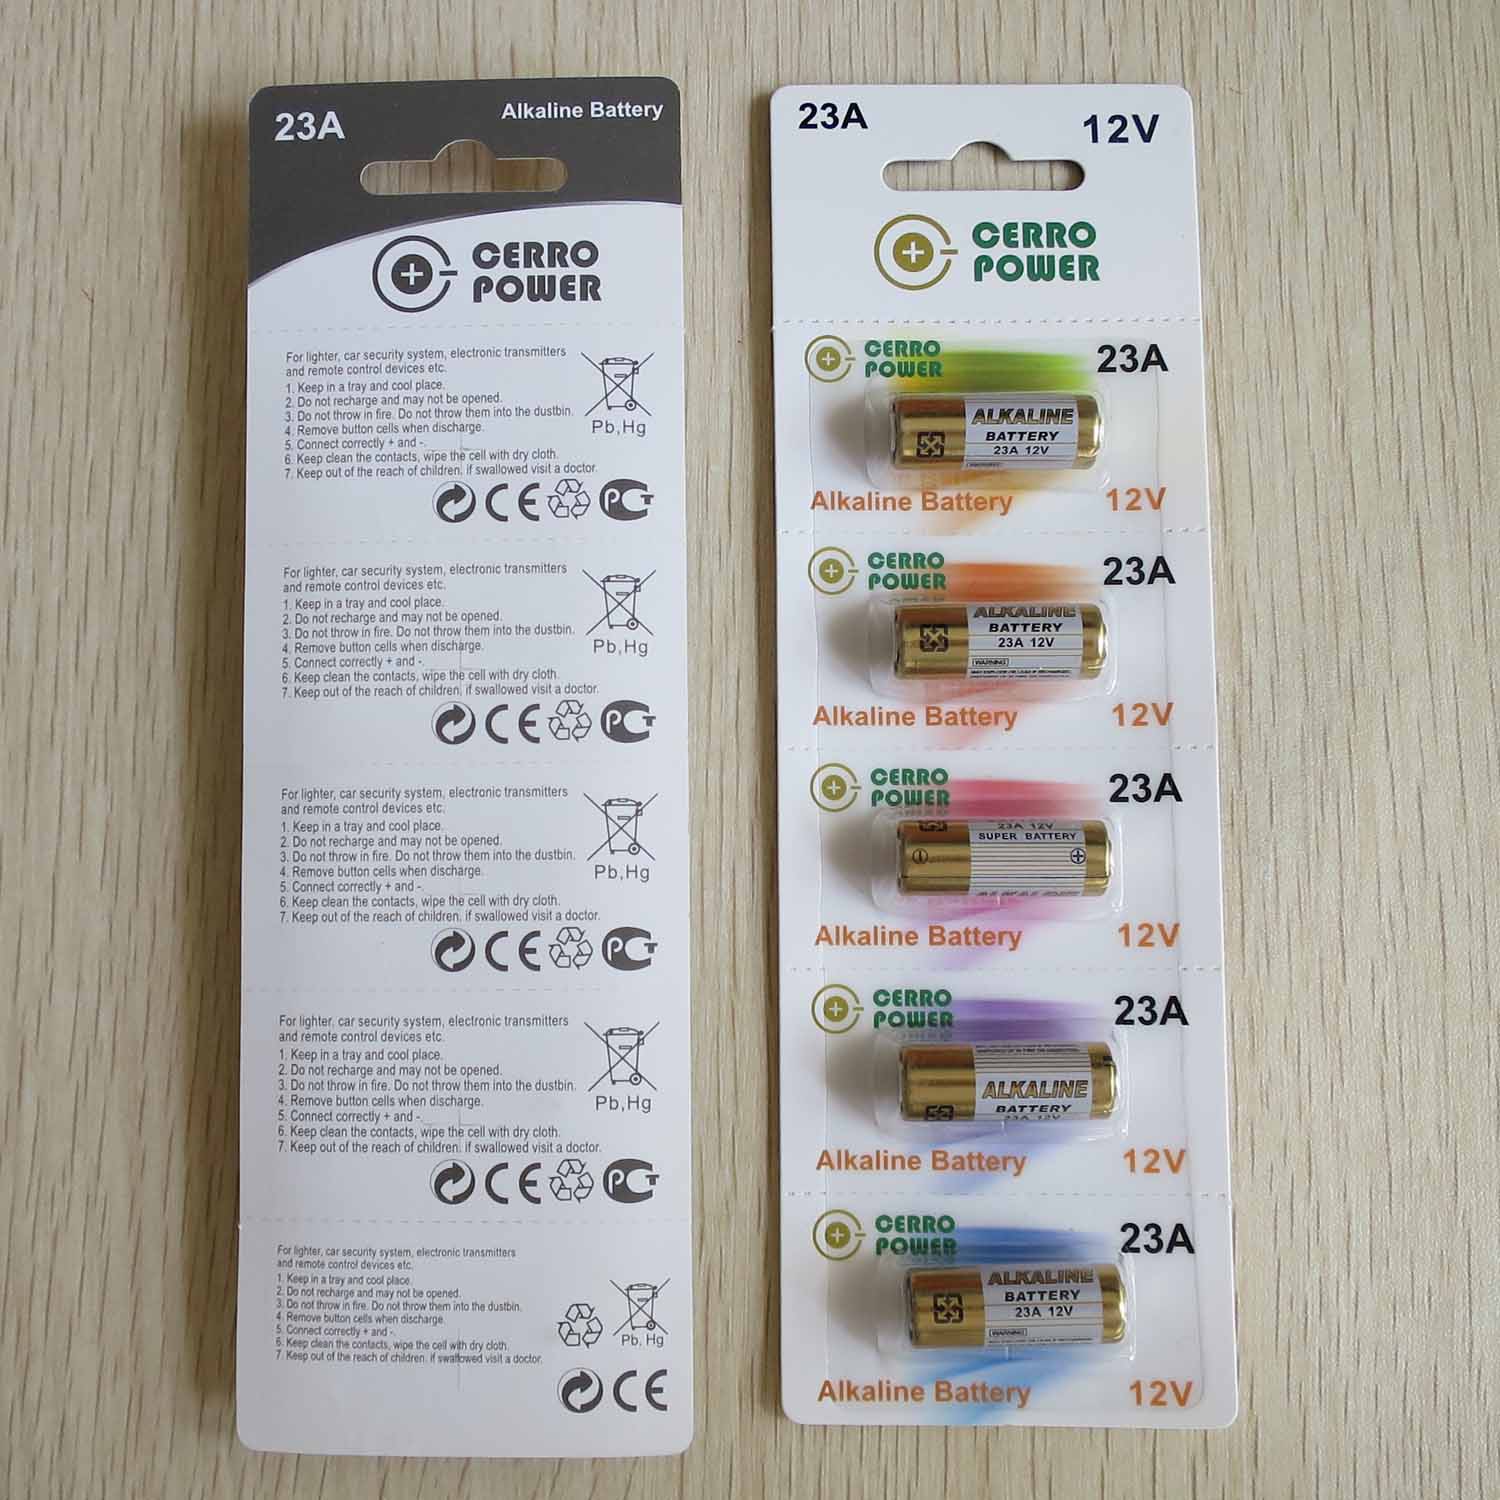 23A
Alkaline Battery
CERRO
POWER
For lighter, car security system, electronic transmitters
and remote control devices etc.
1. Keep in a tray and cool place.
2. Do not recharge and may not be opened.
3. Do not throw in fire. Do not throw them into the dustbin.
4. Remove button cells when discharge.
5. Connect correctly + and -.
6. Keep clean the contacts, wipe the cell with dry cloth.
7. Keep out of the reach of children. if swallowed visit a doctor.
Pb,Hg
CE
PCT
For lighter, car security system, electronic transmitters
and remote control devices etc.
1. Keep in a tray and cool place.
2. Do not recharge and may not be opened.
3. Do not throw in fire. Do not throw them into the dustbin.
4. Remove button cells when discharge.
5. Connect correctly + and -.
6. Keep clean the contacts, wipe the cell with dry cloth.
7. Keep out of the reach of children. if swallowed visit a doctor.
Pb,Hg
CE
PCT
For lighter, car security system, electronic transmitters
and remote control devices etc.
1. Keep in a tray and cool place.
2. Do not recharge and may not be opened.
3. Do not throw in fire. Do not throw them into the dustbin.
4. Remove button cells when discharge.
5. Connect correctly + and -.
6. Keep clean the contacts, wipe the cell with dry cloth.
7. Keep out of the reach of children. if swallowed visit a doctor.
Pb,Hg
CE
PCT
For lighter, car security system, electronic transmitters
and remote control devices etc.
1. Keep in a tray and cool place.
2. Do not recharge and may not be opened.
3. Do not throw in fire. Do not throw them into the dustbin.
4. Remove button cells when discharge.
5. Connect correctly + and -.
6. Keep clean the contacts, wipe the cell with dry cloth.
7. Keep out of the reach of children. if swallowed visit a doctor.
Pb,Hg
CE
PCT
For lighter, car security system, electronic transmitters
and remote control devices etc.
1. Keep in a tray and cool place.
2. Do not recharge and may not be opened.
3. Do not throw in fire. Do not throw them into the dustbin.
4. Remove button cells when discharge.
5. Connect correctly + and -.
6. Keep clean the contacts, wipe the cell with dry cloth.
7. Keep out of the reach of children. if swallowed visit a doctor.
Pb, Hg
CE
23A
12V
CERRO
POWER
CERRO
POWER
23A
ALKALINE
BATTERY
23A 12V
WARNING
Alkaline Battery
12V
CERRO
POWER
23A
ALKALINE
BATTERY
23A 12V
WARNING
Alkaline Battery
12V
CERRO
POWER
23A
23A 12V
SUPER BATTERY
ALKALINE
Alkaline Battery
12V
CERRO
POWER
23A
ALKALINE
BATTERY
23A 12V
Alkaline Battery
12V
CERRO
POWER
23A
ALKALINE
BATTERY
23A 12V
WARNING
Alkaline Battery
12V